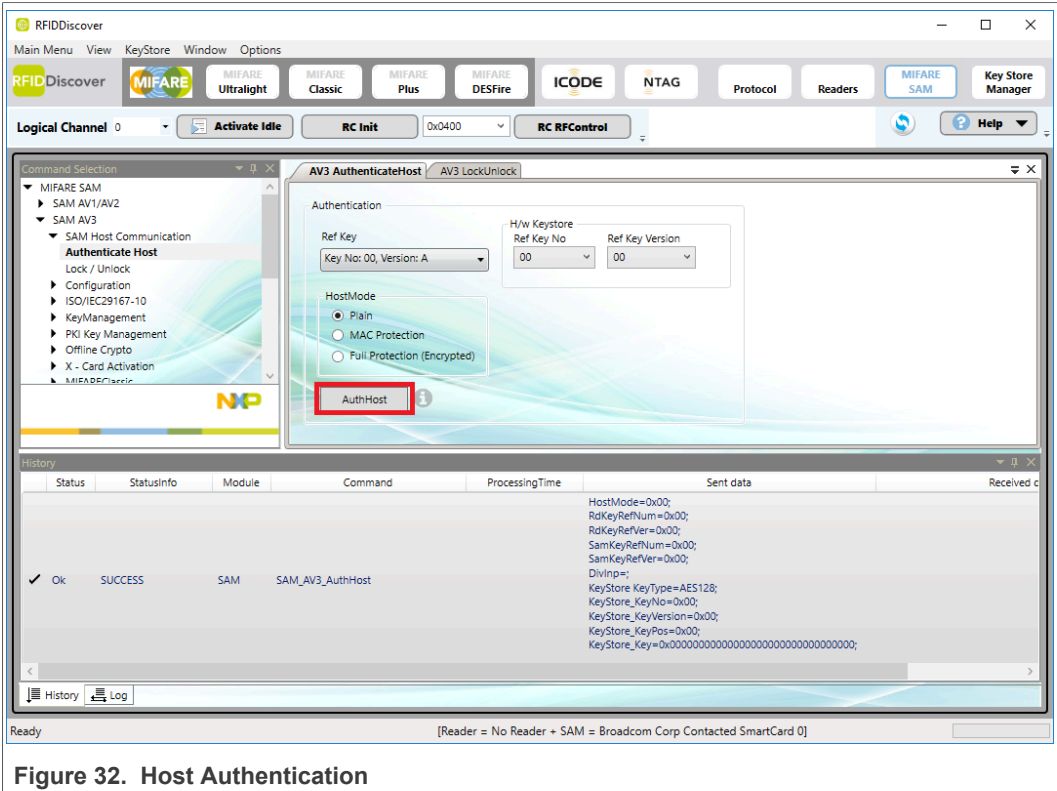 RFIDDiscover
Main Menu View KeyStore Window Options
RFIDDiscover
MIFARE
MIFARE Ultralight
MIFARE Classic
MIFARE Plus
MIFARE DESFire
ICODE
NTAG
Protocol
Readers
MIFARE SAM
Key Store Manager
Logical Channel 0
Activate Idle
RC Init
0x0400
RC RFControl
Help
Command Selection
MIFARE SAM
SAM AV1/AV2
SAM AV3
SAM Host Communication
Authenticate Host
Lock / Unlock
Configuration
ISO/IEC29167-10
KeyManagement
PKI Key Management
Offline Crypto
X - Card Activation
MIFAREClassic
NXP
AV3 AuthenticateHost
AV3 LockUnlock
Authentication
Ref Key
Key No: 00, Version: A
H/w Keystore
Ref Key No Ref Key Version
00 00
HostMode
Plain
MAC Protection
Full Protection (Encrypted)
AuthHost
History
Status StatusInfo Module Command ProcessingTime Sent data Received c
Ok SUCCESS SAM SAM_AV3_AuthHost
HostMode=0x00;
RdKeyRefNum=0x00;
RdKeyRefVer=0x00;
SamKeyRefNum=0x00;
SamKeyRefVer=0x00;
DivInp=;
KeyStore KeyType=AES128;
KeyStore_KeyNo=0x00;
KeyStore_KeyVersion=0x00;
KeyStore_KeyPos=0x00;
KeyStore_Key=0x00000000000000000000000000000000;
History Log
Ready
[Reader = No Reader + SAM = Broadcom Corp Contacted SmartCard 0]
Figure 32. Host Authentication